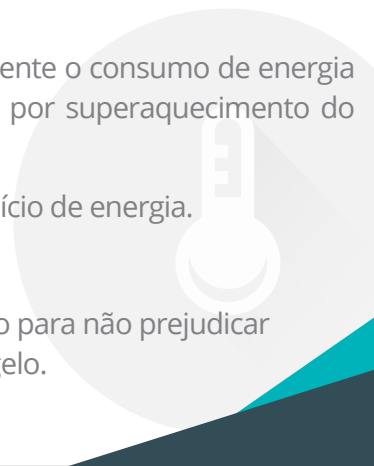 ente o consumo de energia
por superaquecimento do
ício de energia.
o para não prejudicar
gelo.